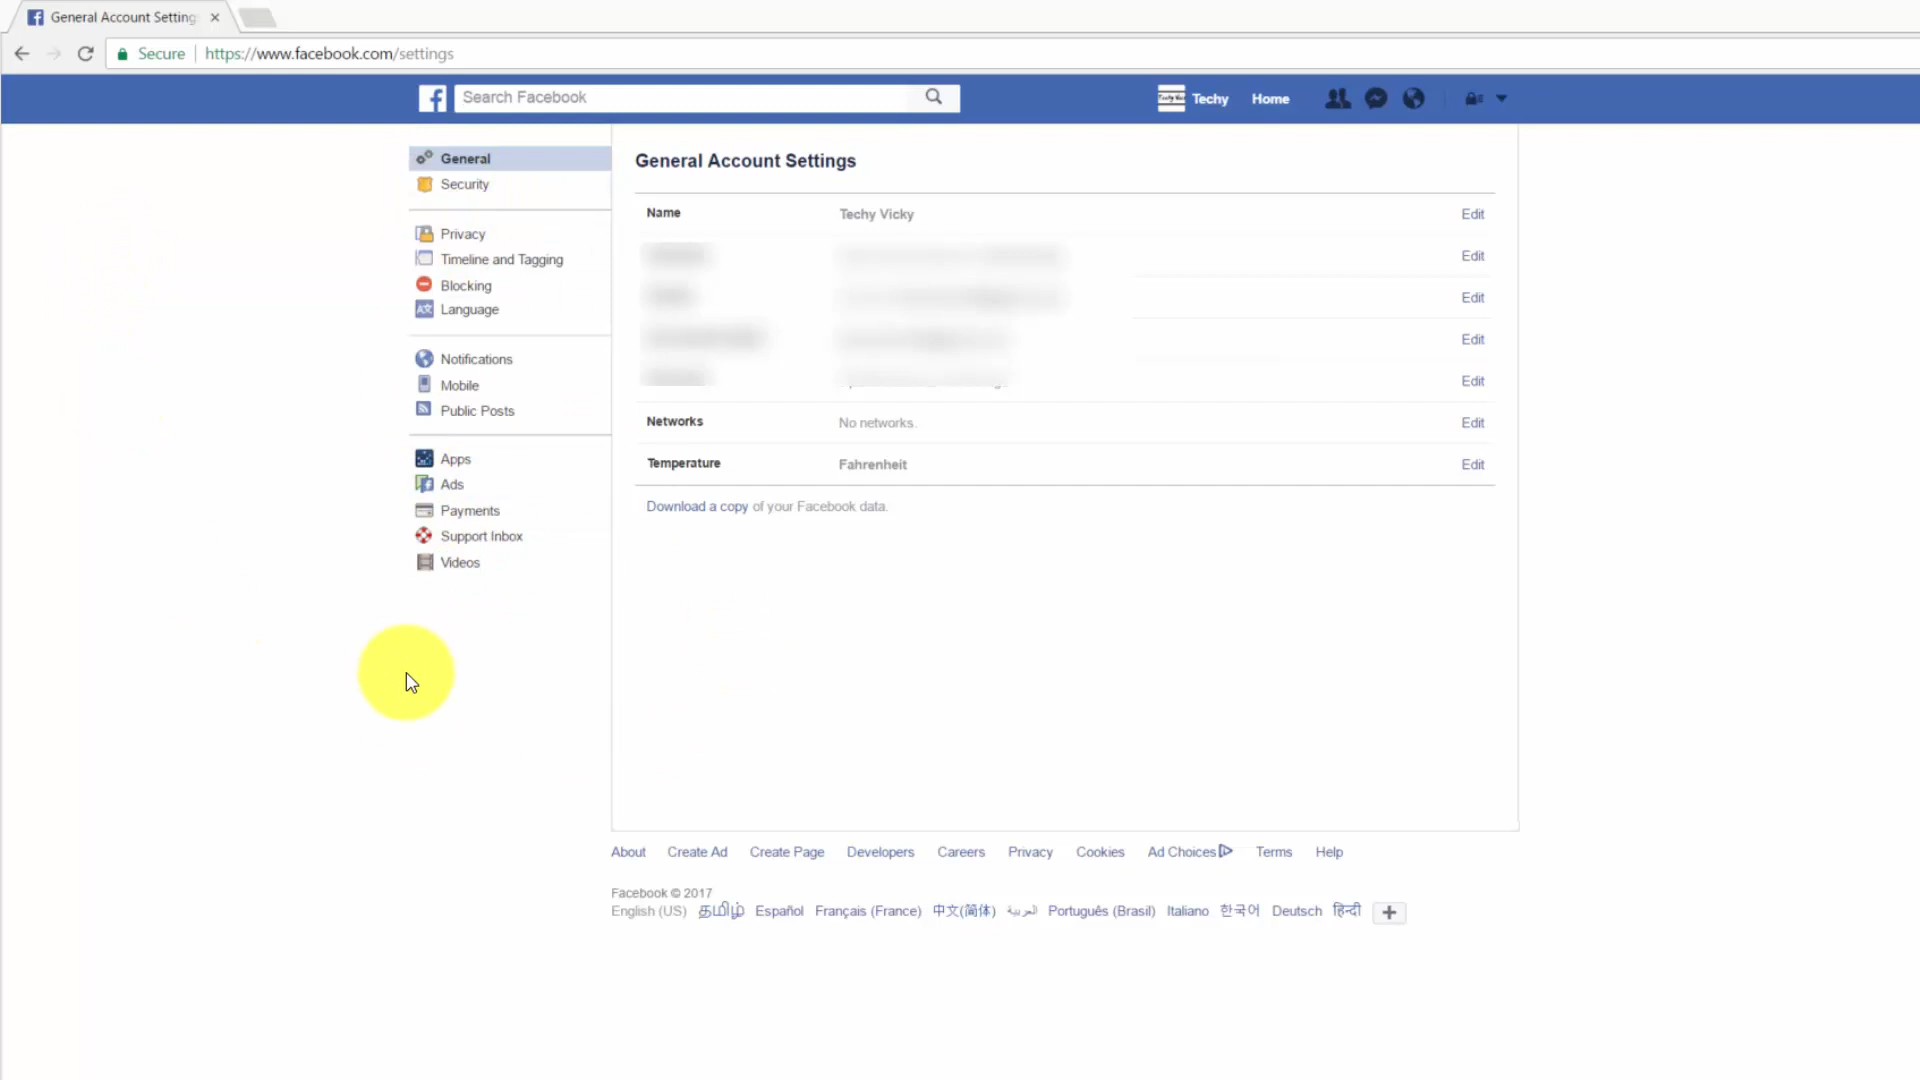 General Account Setting
Secure https://www.facebook.com/settings
Search Facebook
Techy Home
General
Security
Privacy
Timeline and Tagging
Blocking
Language
Notifications
Mobile
Public Posts
Apps
Ads
Payments
Support Inbox
Videos
General Account Settings
Name Techy Vicky Edit
Edit
Edit
Edit
Edit
Networks No networks. Edit
Temperature Fahrenheit Edit
Download a copy of your Facebook data.
About Create Ad Create Page Developers Careers Privacy Cookies Ad Choices Terms Help
Facebook © 2017
English (US) தமிழ் Español Français (France) 中文(简体) العربية Português (Brasil) Italiano 한국어 Deutsch हिन्दी